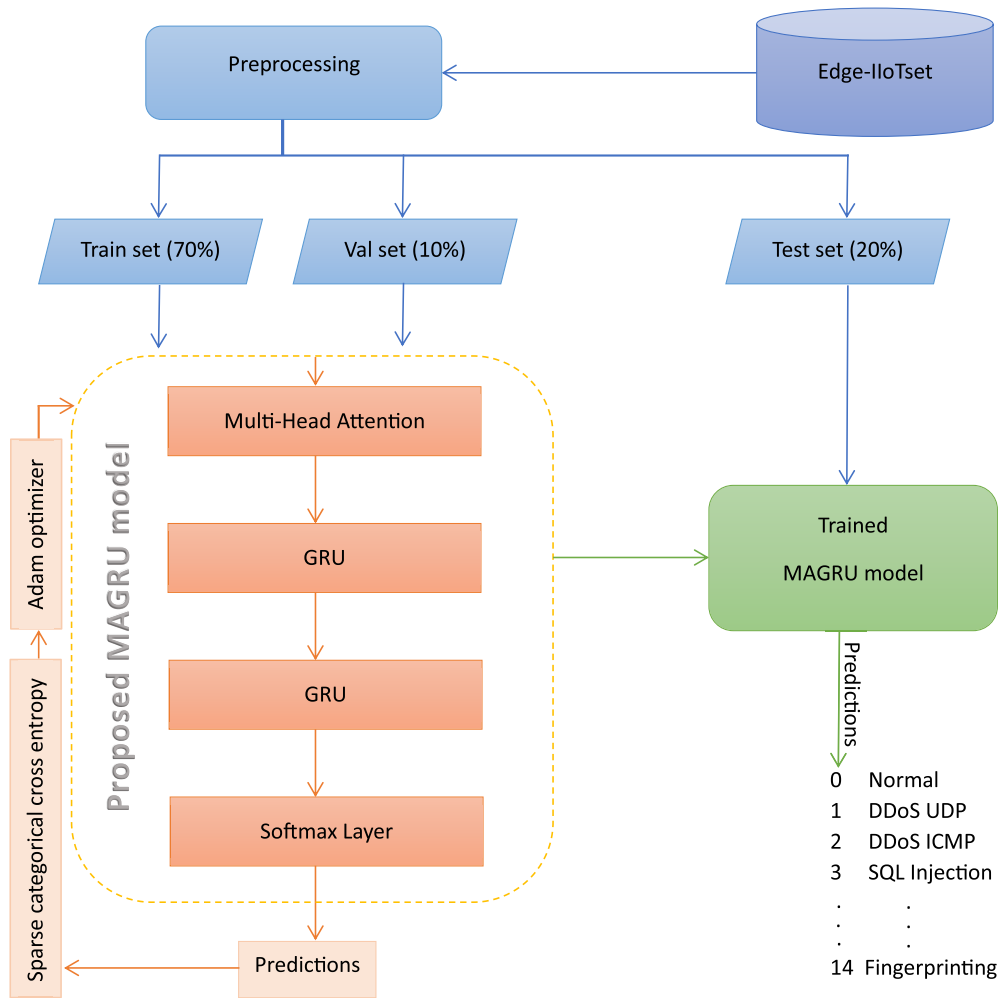 Preprocessing
Edge-IIoTset
Train set (70%)
Val set (10%)
Test set (20%)
Proposed MAGRU model
Multi-Head Attention
GRU
GRU
Softmax Layer
Predictions
Sparse categorical cross entropy
Adam optimizer
Trained
MAGRU model
Predictions
0 Normal
1 DDoS UDP
2 DDoS ICMP
3 SQL Injection
. .
. .
. .
14 Fingerprinting